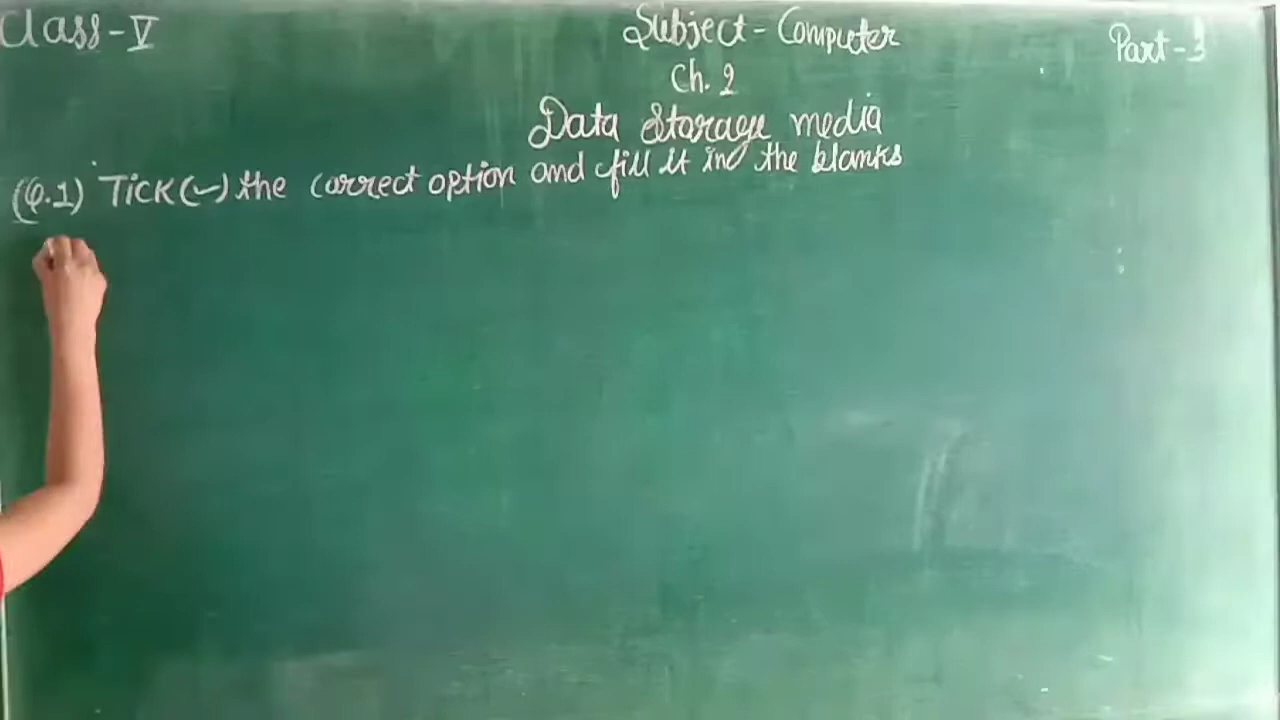 Class-V
Subject - Computer
Part-3
Ch. 2
Data Storage media
(Q.1) Tick(✓) the correct option and fill it in the blanks